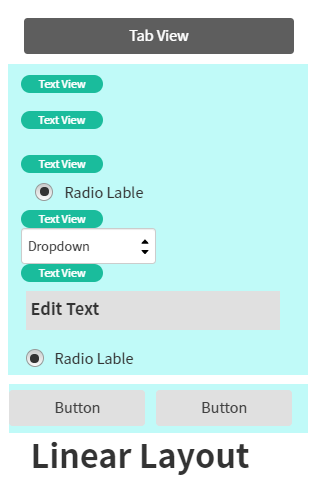 Tab View
Text View
Text View
Text View
Radio Lable
Text View
Dropdown
Text View
Edit Text
Radio Lable
Button Button
Linear Layout